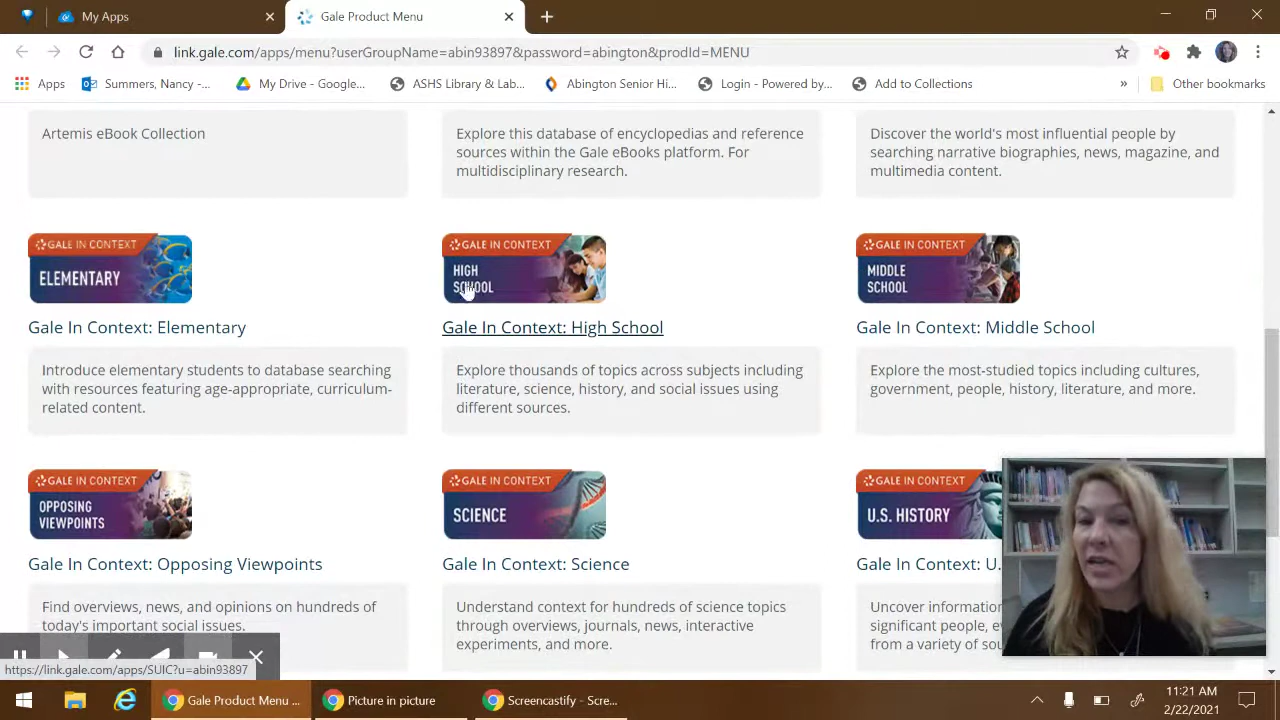 My Apps
Gale Product Menu
link.gale.com/apps/menu?userGroupName=abin93897&password=abington&prodId=MENU
Apps
Summers, Nancy -...
My Drive - Google...
ASHS Library & Lab...
Abington Senior Hi...
Login - Powered by...
Add to Collections
»
Other bookmarks
Artemis eBook Collection
Explore this database of encyclopedias and reference
sources within the Gale eBooks platform. For
multidisciplinary research.
Discover the world's most influential people by
searching narrative biographies, news, magazine, and
multimedia content.
GALE IN CONTEXT
ELEMENTARY
Gale In Context: Elementary
Introduce elementary students to database searching
with resources featuring age-appropriate, curriculum-
related content.
GALE IN CONTEXT
HIGH
SCHOOL
Gale In Context: High School
Explore thousands of topics across subjects including
literature, science, history, and social issues using
different sources.
GALE IN CONTEXT
MIDDLE
SCHOOL
Gale In Context: Middle School
Explore the most-studied topics including cultures,
government, people, history, literature, and more.
GALE IN CONTEXT
OPPOSING
VIEWPOINTS
Gale In Context: Opposing Viewpoints
Find overviews, news, and opinions on hundreds of
today's important social issues.
GALE IN CONTEXT
SCIENCE
Gale In Context: Science
Understand context for hundreds of science topics
through overviews, journals, news, interactive
experiments, and more.
GALE IN CONTEXT
U.S. HISTORY
Gale In Context: U.
Uncover information
significant people, e
from a variety of sou
https://link.gale.com/apps/SUIC?u=abin93897
Gale Product Menu ...
Picture in picture
Screencastify - Scre...
11:21 AM
2/22/2021